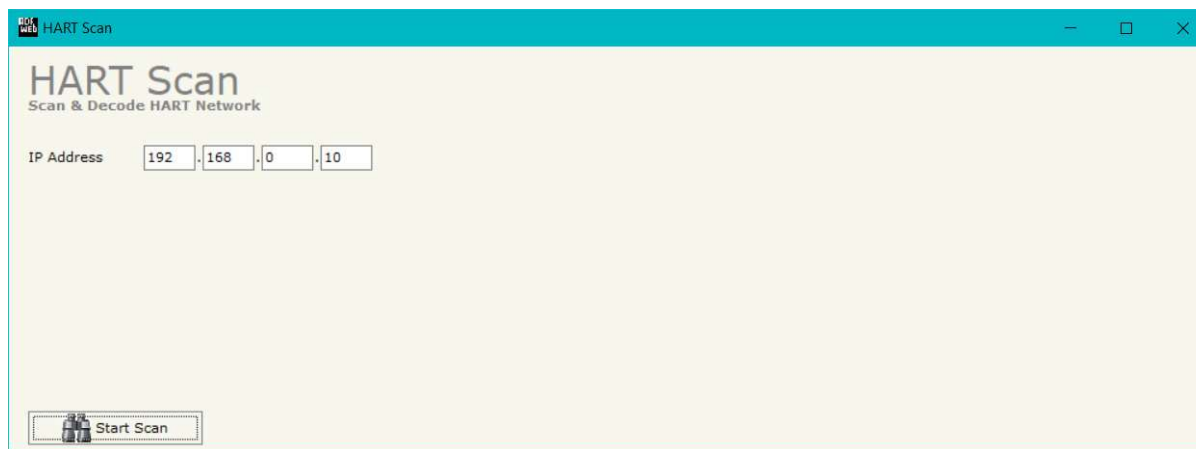 HART Scan
HART Scan
Scan & Decode HART Network
IP Address 192 . 168 . 0 . 10
Start Scan